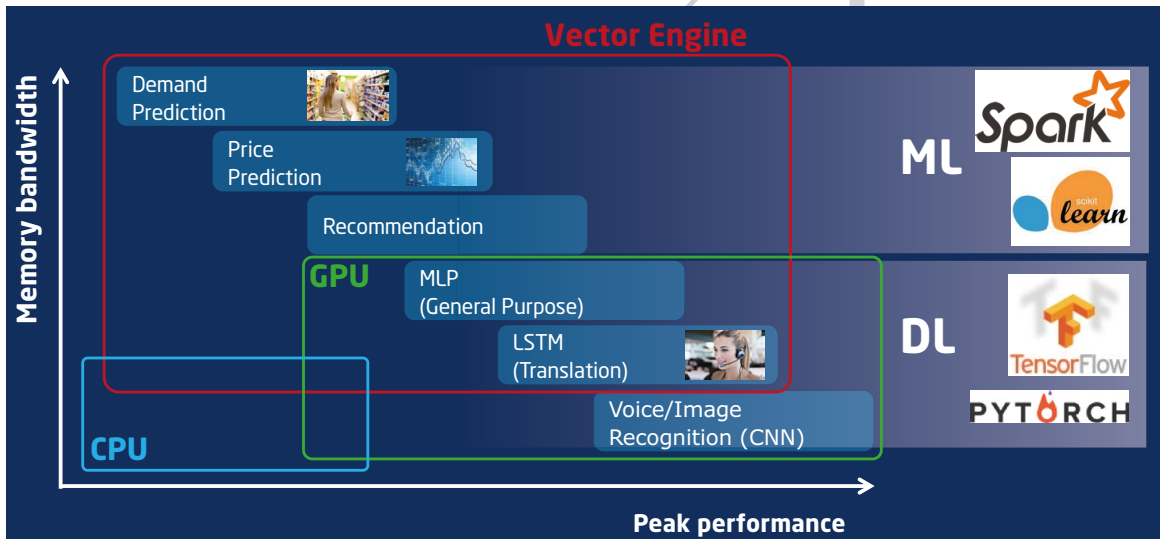 Vector Engine
Memory bandwidth
Demand
Prediction
Price
Prediction
Recommendation
ML
Spark
scikit
learn
GPU
MLP
(General Purpose)
LSTM
(Translation)
DL
TensorFlow
Voice/Image
Recognition (CNN)
PYTORCH
CPU
Peak performance